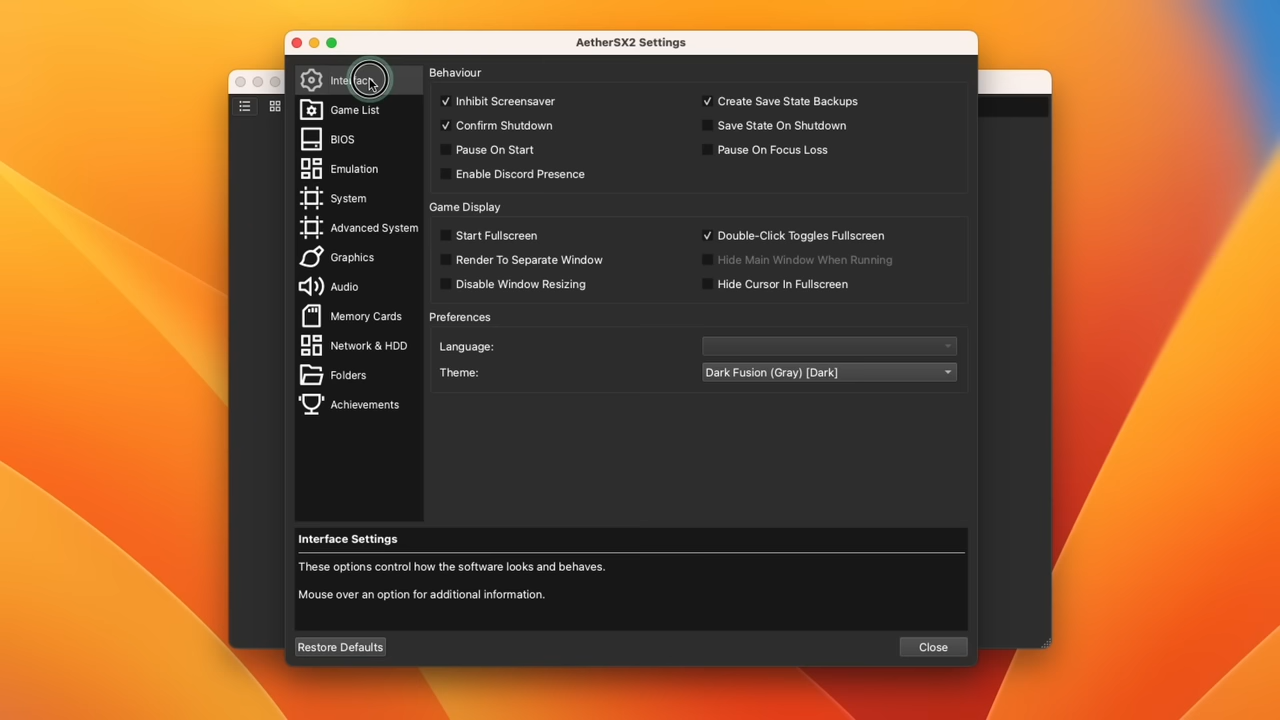 AetherSX2 Settings
Interface
Game List
BIOS
Emulation
System
Advanced System
Graphics
Audio
Memory Cards
Network & HDD
Folders
Achievements
Behaviour
Inhibit Screensaver
Create Save State Backups
Confirm Shutdown
Save State On Shutdown
Pause On Start
Pause On Focus Loss
Enable Discord Presence
Game Display
Start Fullscreen
Double-Click Toggles Fullscreen
Render To Separate Window
Hide Main Window When Running
Disable Window Resizing
Hide Cursor In Fullscreen
Preferences
Language:
Theme:
Dark Fusion (Gray) [Dark]
Interface Settings
These options control how the software looks and behaves.
Mouse over an option for additional information.
Restore Defaults
Close